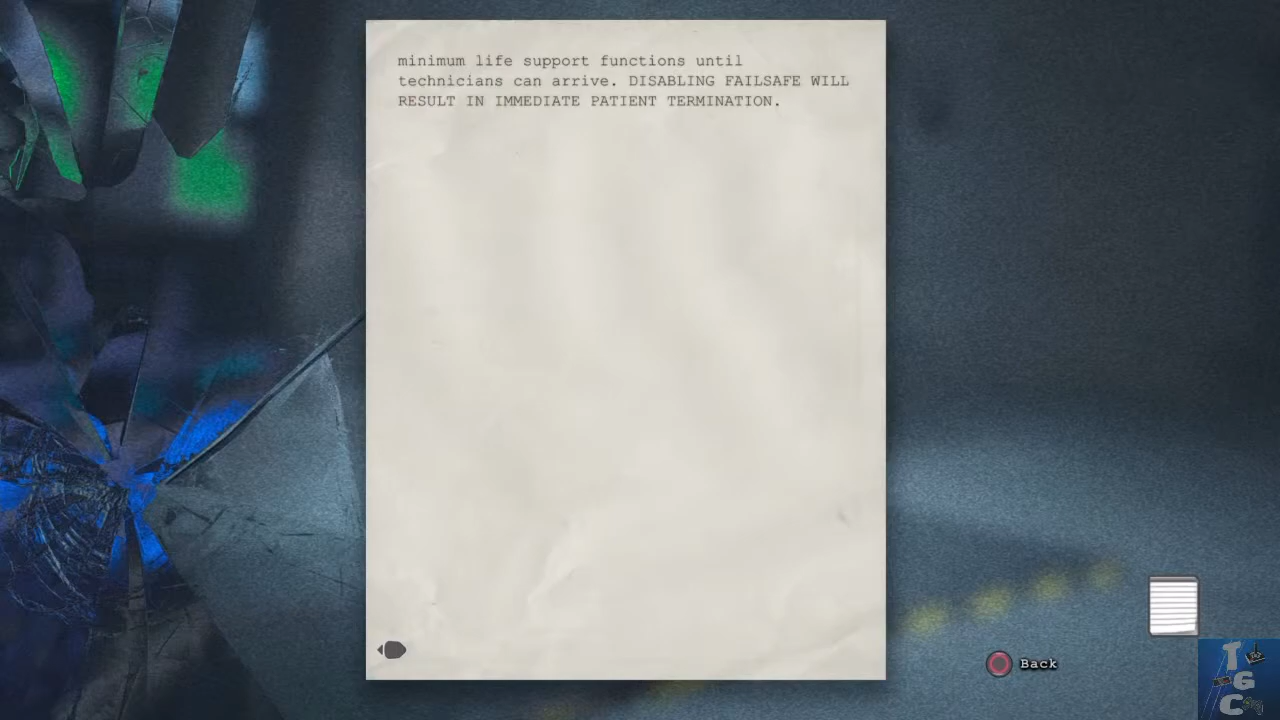 minimum life support functions until
technicians can arrive. DISABLING FAILSAFE WILL
RESULT IN IMMEDIATE PATIENT TERMINATION.
Back
T
G
C